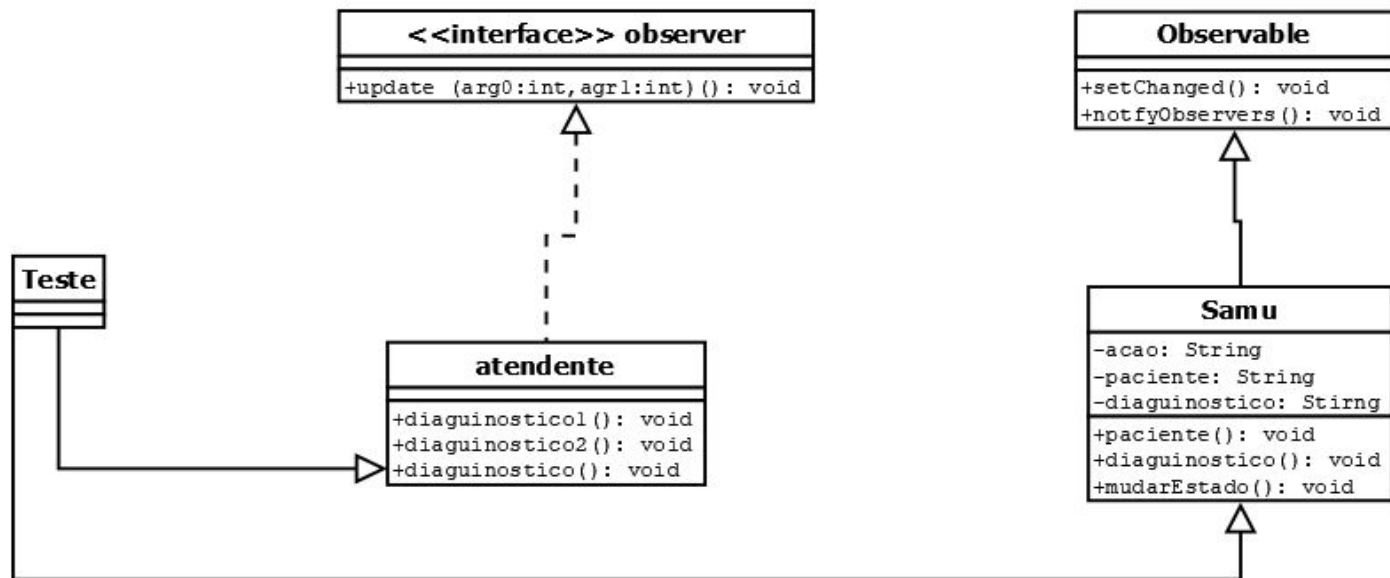 <<interface>> observer
+update (arg0:int,agr1:int)(): void
Observable
+setChanged(): void
+notfyObservers(): void
Teste
atendente
+diaguinostico1(): void
+diaguinostico2(): void
+diaguinostico(): void
Samu
-acao: String
-paciente: String
-diaguinostico: Stirng
+paciente(): void
+diaguinostico(): void
+mudarEstado(): void